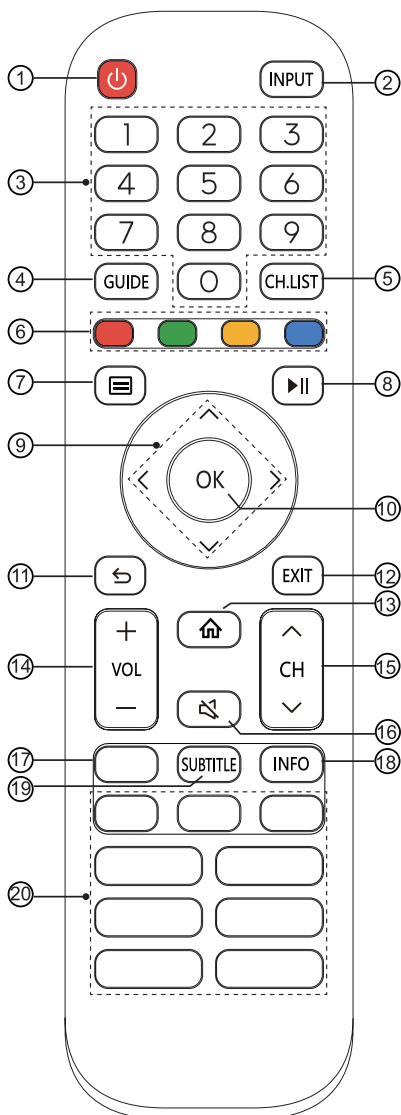 ① INPUT ②
1 2 3
③ 4 5 6
7 8 9
④ GUIDE 0 CH.LIST ⑤
⑥
⑦ ⑧
⑨
OK
⑩
⑪ EXIT ⑫
⑬
+
⑭ VOL CH ⑮
—
⑯
⑰ SUBTITLE INFO ⑱
⑲
⑳